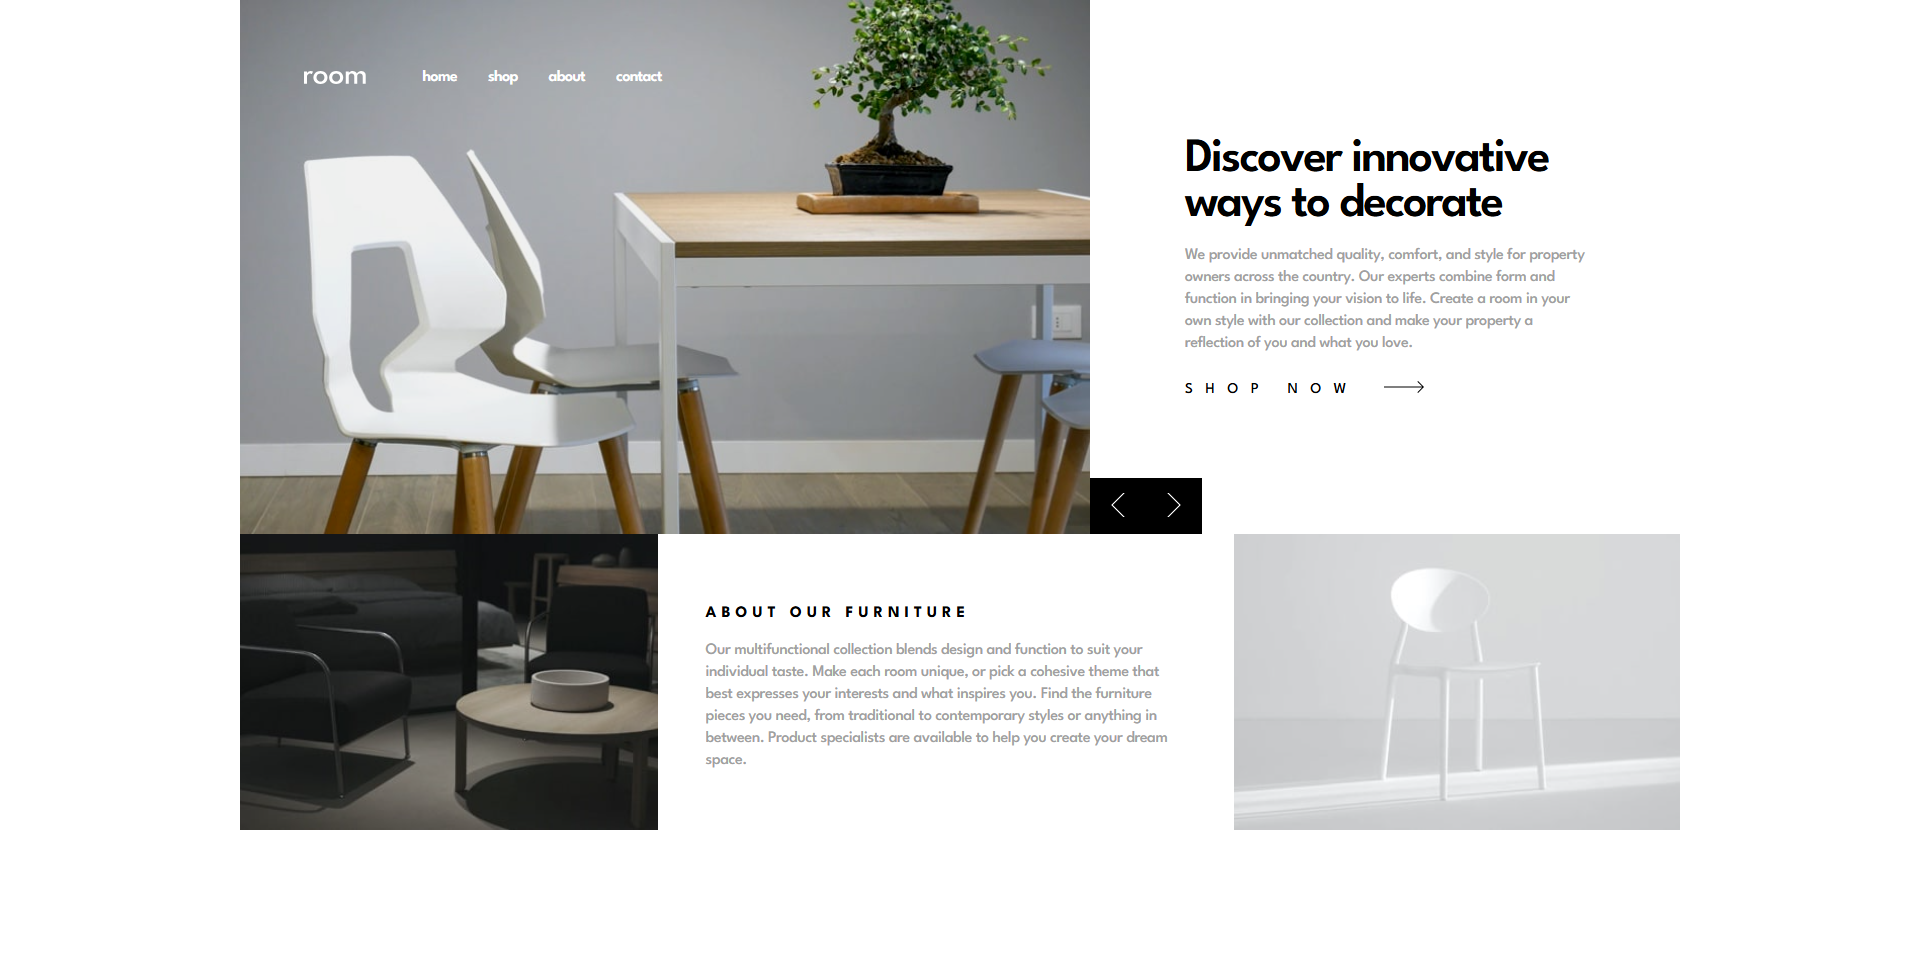 room
home shop about contact
Discover innovative
ways to decorate
We provide unmatched quality, comfort, and style for property
owners across the country. Our experts combine form and
function in bringing your vision to life. Create a room in your
own style with our collection and make your property a
reflection of you and what you love.
SHOP NOW
ABOUT OUR FURNITURE
Our multifunctional collection blends design and function to suit your
individual taste. Make each room unique, or pick a cohesive theme that
best expresses your interests and what inspires you. Find the furniture
pieces you need, from traditional to contemporary styles or anything in
between. Product specialists are available to help you create your dream
space.